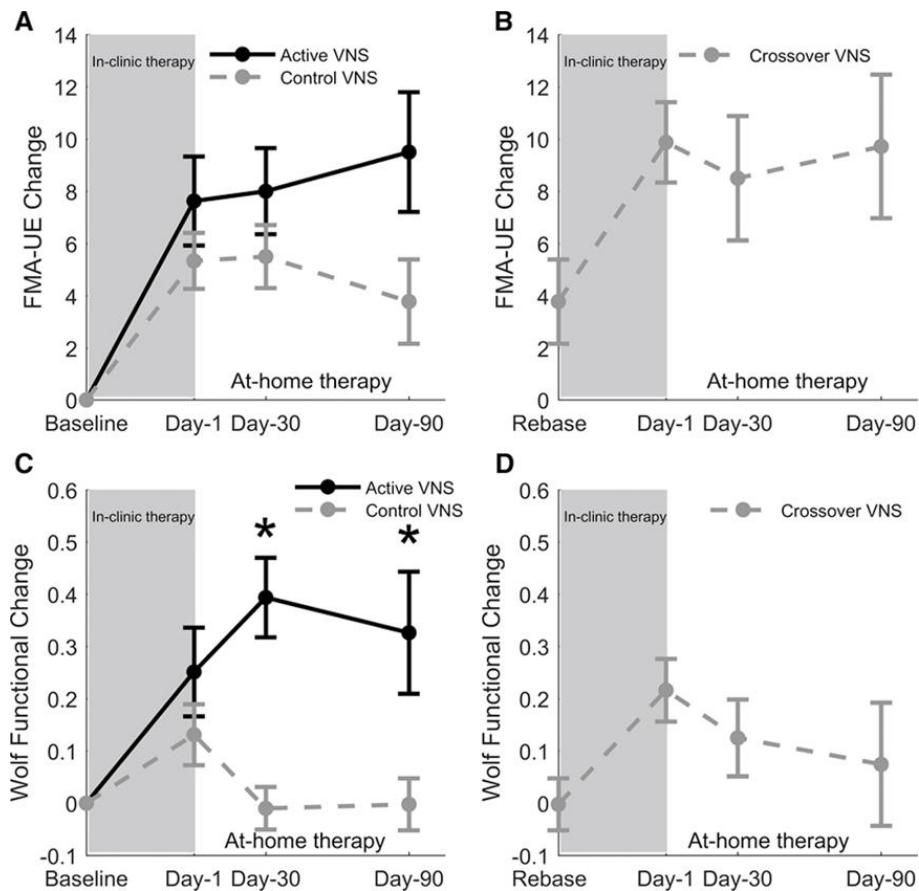 A
FMA-UE Change
14
12
10
8
6
4
2
0
In-clinic therapy
Active VNS
Control VNS
At-home therapy
Baseline Day-1 Day-30 Day-90
B
FMA-UE Change
14
12
10
8
6
4
2
0
In-clinic therapy
Crossover VNS
At-home therapy
Rebase Day-1 Day-30 Day-90
C
Wolf Functional Change
0.6
0.5
0.4
0.3
0.2
0.1
0
-0.1
In-clinic therapy
Active VNS
Control VNS
*
*
At-home therapy
Baseline Day-1 Day-30 Day-90
D
Wolf Functional Change
0.6
0.5
0.4
0.3
0.2
0.1
0
-0.1
In-clinic therapy
Crossover VNS
At-home therapy
Rebase Day-1 Day-30 Day-90